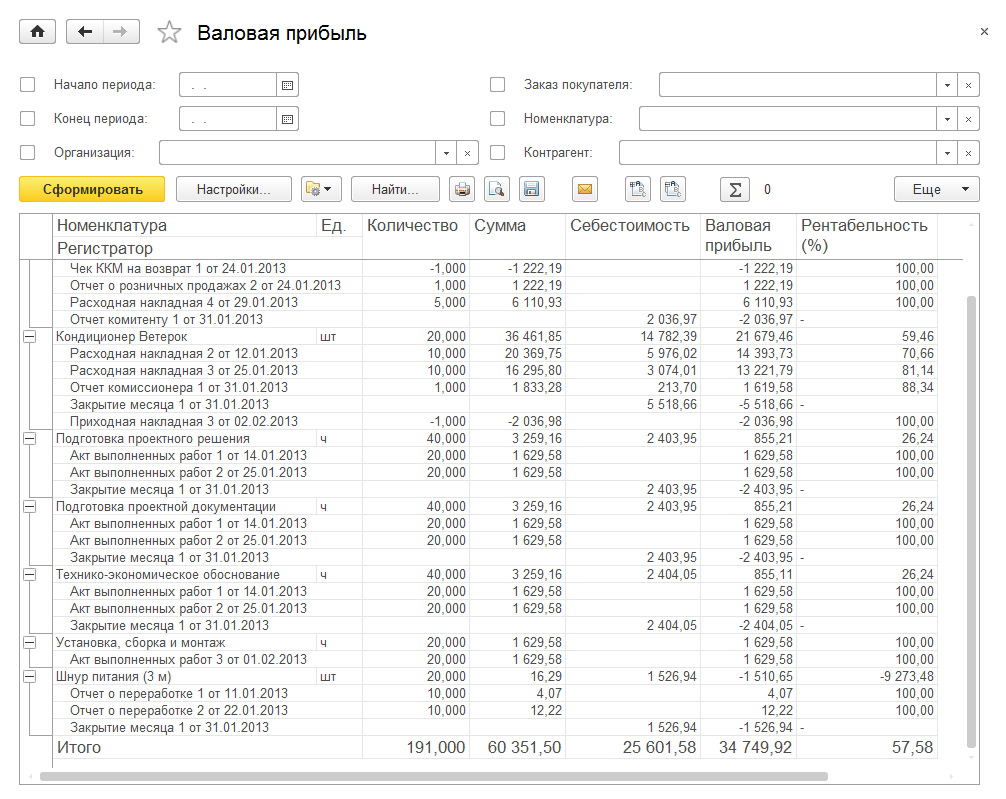 Валовая прибыль
Начало периода: . . Заказ покупателя:
Конец периода: . . Номенклатура:
Организация: Контрагент:
Сформировать Настройки... Найти... Σ 0 Еще
Номенклатура Ед. Количество Сумма Себестоимость Валовая прибыль Рентабельность (%)
Регистратор
Чек ККМ на возврат 1 от 24.01.2013 -1,000 -1 222,19 -1 222,19 100,00
Отчет о розничных продажах 2 от 24.01.2013 1,000 1 222,19 1 222,19 100,00
Расходная накладная 4 от 29.01.2013 5,000 6 110,93 6 110,93 100,00
Отчет комитенту 1 от 31.01.2013 2 036,97 -2 036,97 -
Кондиционер Ветерок шт 20,000 36 461,85 14 782,39 21 679,46 59,46
Расходная накладная 2 от 12.01.2013 10,000 20 369,75 5 976,02 14 393,73 70,66
Расходная накладная 3 от 25.01.2013 10,000 16 295,80 3 074,01 13 221,79 81,14
Отчет комиссионера 1 от 31.01.2013 1,000 1 833,28 213,70 1 619,58 88,34
Закрытие месяца 1 от 31.01.2013 5 518,66 -5 518,66 -
Приходная накладная 3 от 02.02.2013 -1,000 -2 036,98 -2 036,98 100,00
Подготовка проектного решения ч 40,000 3 259,16 2 403,95 855,21 26,24
Акт выполненных работ 1 от 14.01.2013 20,000 1 629,58 1 629,58 100,00
Акт выполненных работ 2 от 25.01.2013 20,000 1 629,58 1 629,58 100,00
Закрытие месяца 1 от 31.01.2013 2 403,95 -2 403,95 -
Подготовка проектной документации ч 40,000 3 259,16 2 403,95 855,21 26,24
Акт выполненных работ 1 от 14.01.2013 20,000 1 629,58 1 629,58 100,00
Акт выполненных работ 2 от 25.01.2013 20,000 1 629,58 1 629,58 100,00
Закрытие месяца 1 от 31.01.2013 2 403,95 -2 403,95 -
Технико-экономическое обоснование ч 40,000 3 259,16 2 404,05 855,11 26,24
Акт выполненных работ 1 от 14.01.2013 20,000 1 629,58 1 629,58 100,00
Акт выполненных работ 2 от 25.01.2013 20,000 1 629,58 1 629,58 100,00
Закрытие месяца 1 от 31.01.2013 2 404,05 -2 404,05 -
Установка, сборка и монтаж ч 20,000 1 629,58 1 629,58 100,00
Акт выполненных работ 3 от 01.02.2013 20,000 1 629,58 1 629,58 100,00
Шнур питания (3 м) шт 20,000 16,29 1 526,94 -1 510,65 -9 273,48
Отчет о переработке 1 от 11.01.2013 10,000 4,07 4,07 100,00
Отчет о переработке 2 от 22.01.2013 10,000 12,22 12,22 100,00
Закрытие месяца 1 от 31.01.2013 1 526,94 -1 526,94 -
Итого 191,000 60 351,50 25 601,58 34 749,92 57,58